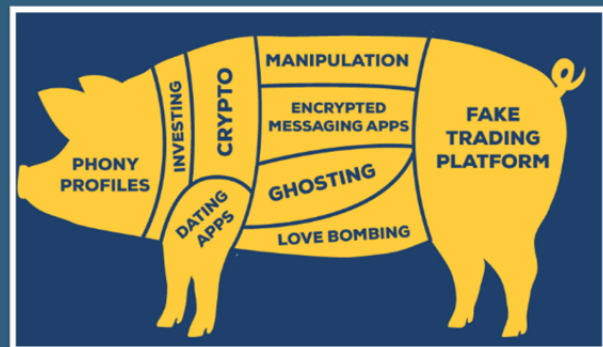 PHONY
PROFILES
INVESTING
CRYPTO
DATING
APPS
MANIPULATION
ENCRYPTED
MESSAGING APPS
GHOSTING
LOVE BOMBING
FAKE
TRADING
PLATFORM